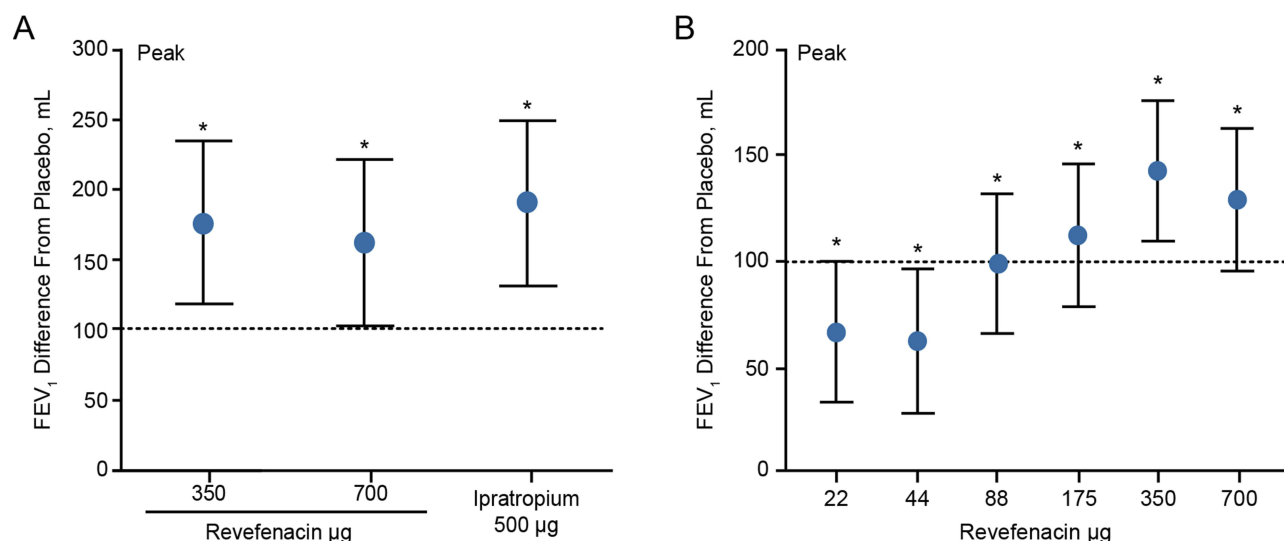 A
Peak
FEV1 Difference From Placebo, mL
300
250
200
150
100
50
0
*
*
*
350
700
Ipratropium
500 µg
Revefenacin µg
B
Peak
FEV1 Difference From Placebo, mL
200
150
100
50
0
*
*
*
*
*
*
22
44
88
175
350
700
Revefenacin µg